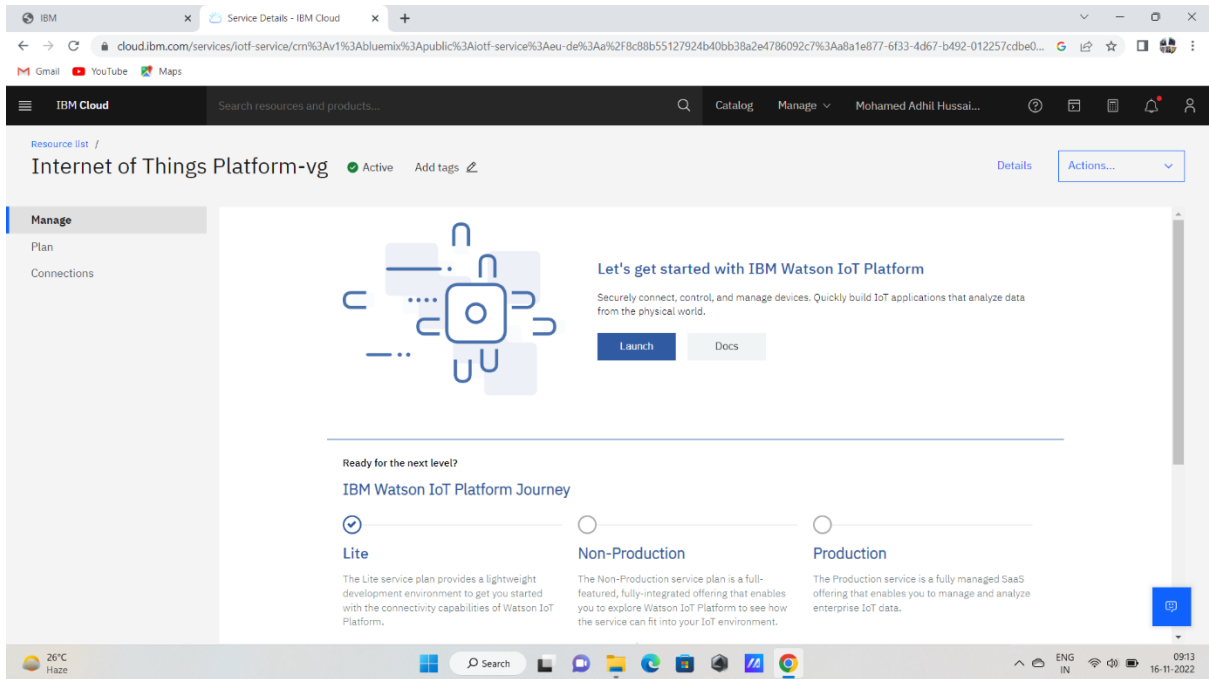 IBM
Service Details - IBM Cloud
cloud.ibm.com/services/iotf-service/crn%3Av1%3Abluemix%3Apublic%3Aiotf-service%3Aeu-de%3Aa%2F8c88b55127924b40bb38a2e4786092c7%3Aa8a1e877-6f33-4d67-b492-012257cdbe0...
Gmail YouTube Maps
IBM Cloud Search resources and products... Catalog Manage Mohamed Adhil Hussai...
Resource list /
Internet of Things Platform-vg Active Add tags Details Actions...
Manage
Plan
Connections
Let's get started with IBM Watson IoT Platform
Securely connect, control, and manage devices. Quickly build IoT applications that analyze data
from the physical world.
Launch Docs
Ready for the next level?
IBM Watson IoT Platform Journey
Lite
The Lite service plan provides a lightweight
development environment to get you started
with the connectivity capabilities of Watson IoT
Platform.
Non-Production
The Non-Production service plan is a full-
featured, fully-integrated offering that enables
you to explore Watson IoT Platform to see how
the service can fit into your IoT environment.
Production
The Production service is a fully managed SaaS
offering that enables you to manage and analyze
enterprise IoT data.
26°C
Haze
Search
ENG
IN
09:13
16-11-2022